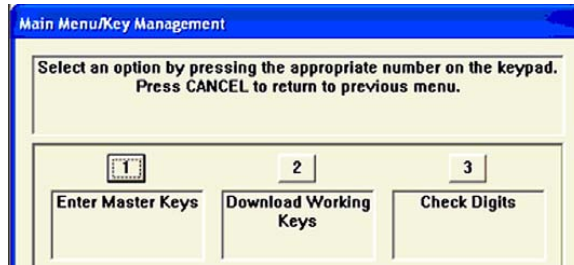 Main Menu/Key Management
Select an option by pressing the appropriate number on the keypad.
Press CANCEL to return to previous menu.
1 2 3
Enter Master Keys Download Working Check Digits
Keys